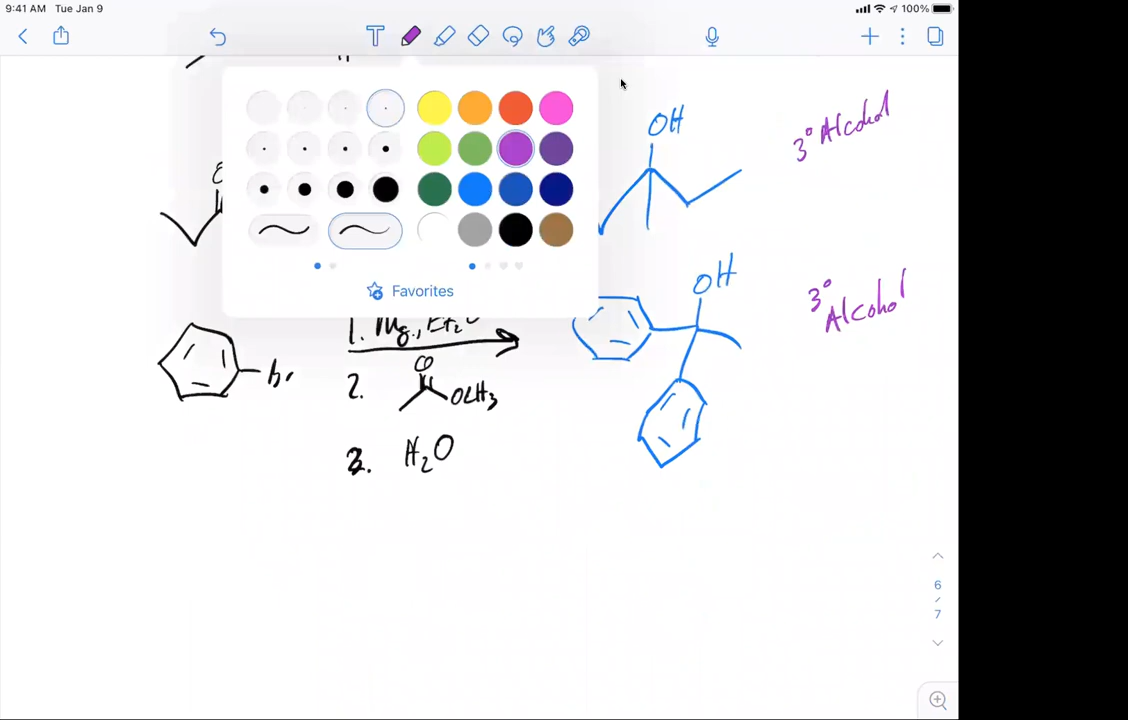 9:41 AM Tue Jan 9
100%
T
OH
3° Alcohol
Favorites
OH
3°
Alcohol
1. Mg, Et2O
Br
2.
O
OCH3
3. H2O
6
7